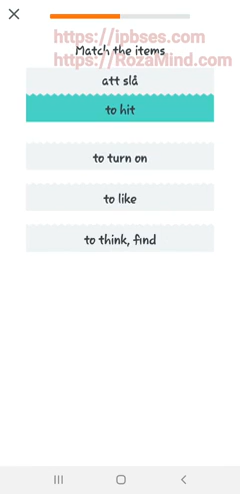 https://ipbses.com
Match the items
https://RozaMind.com
att slå
to hit
to turn on
to like
to think, find